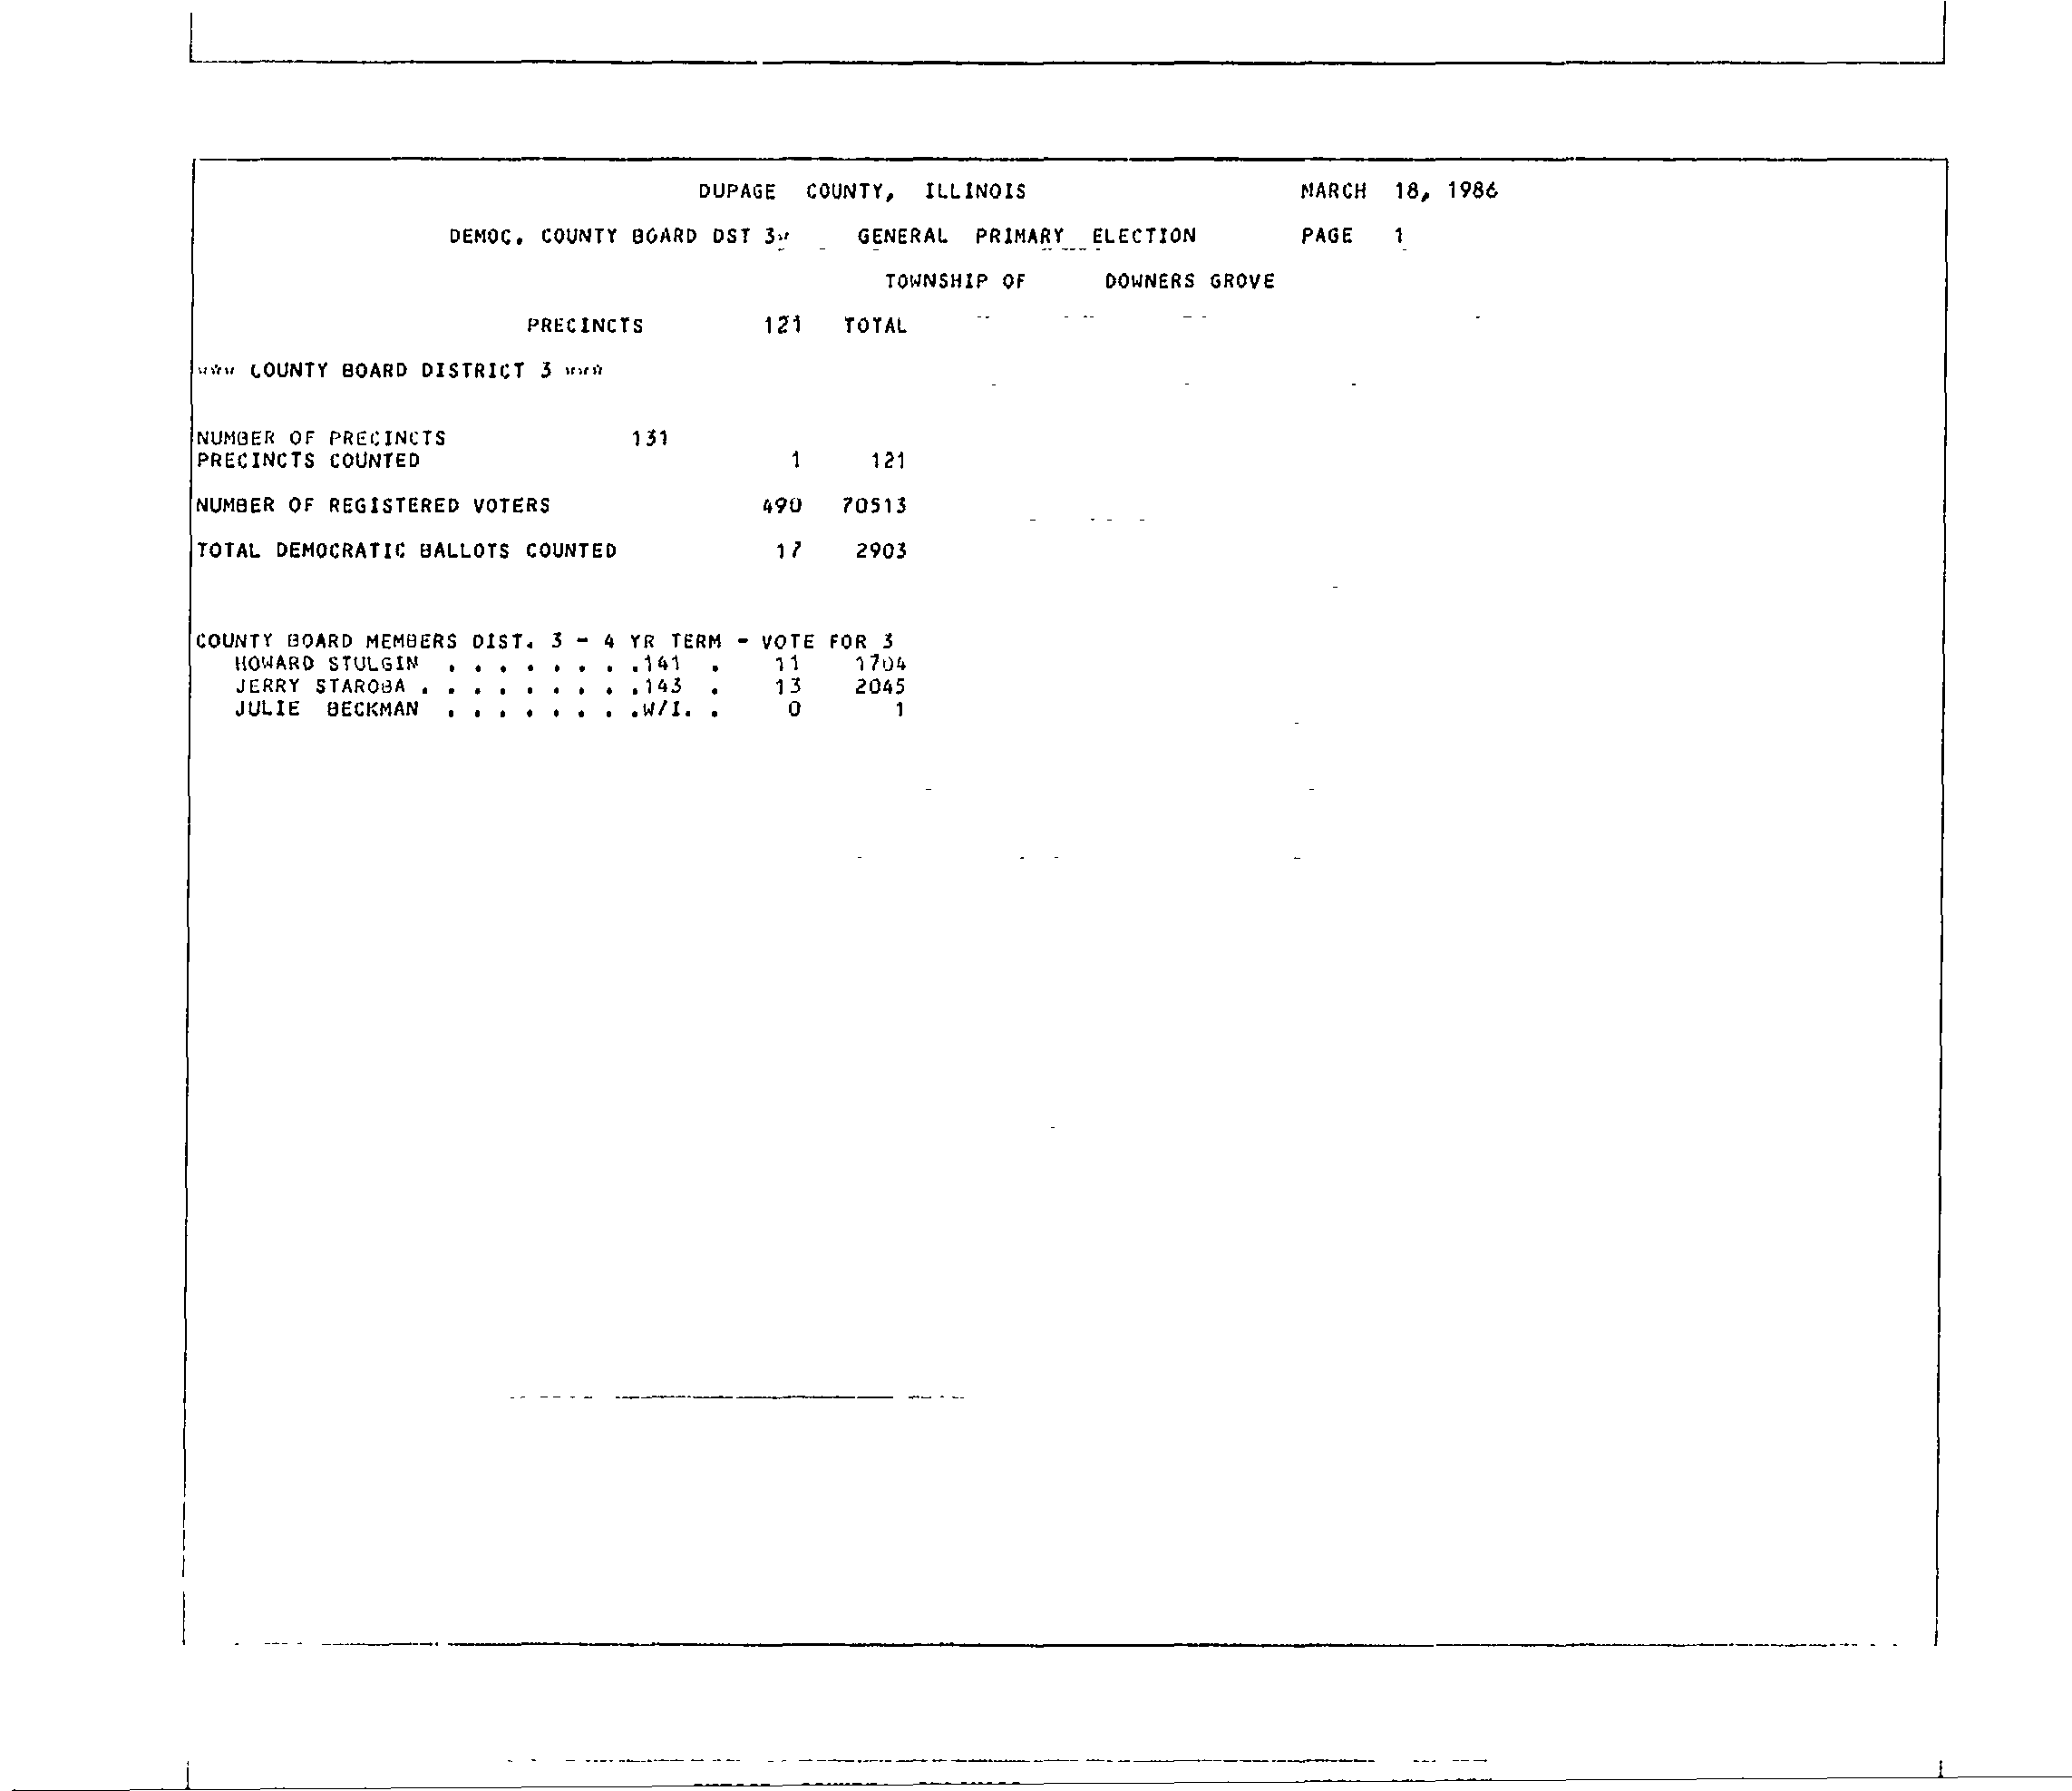 DUPAGE COUNTY, ILLINOIS MARCH 18, 1986
DEMOC. COUNTY BOARD DST 3* GENERAL PRIMARY ELECTION PAGE 1
TOWNSHIP OF DOWNERS GROVE
PRECINCTS 121 TOTAL
*** COUNTY BOARD DISTRICT 3 ***
NUMBER OF PRECINCTS 131
PRECINCTS COUNTED 1 121
NUMBER OF REGISTERED VOTERS 490 70513
TOTAL DEMOCRATIC BALLOTS COUNTED 17 2903
COUNTY BOARD MEMBERS DIST. 3 - 4 YR TERM - VOTE FOR 3
HOWARD STULGIN . . . . . . . .141 . 11 1704
JERRY STAROBA . . . . . . . . .143 . 13 2045
JULIE BECKMAN . . . . . . . .W/I. . 0 1